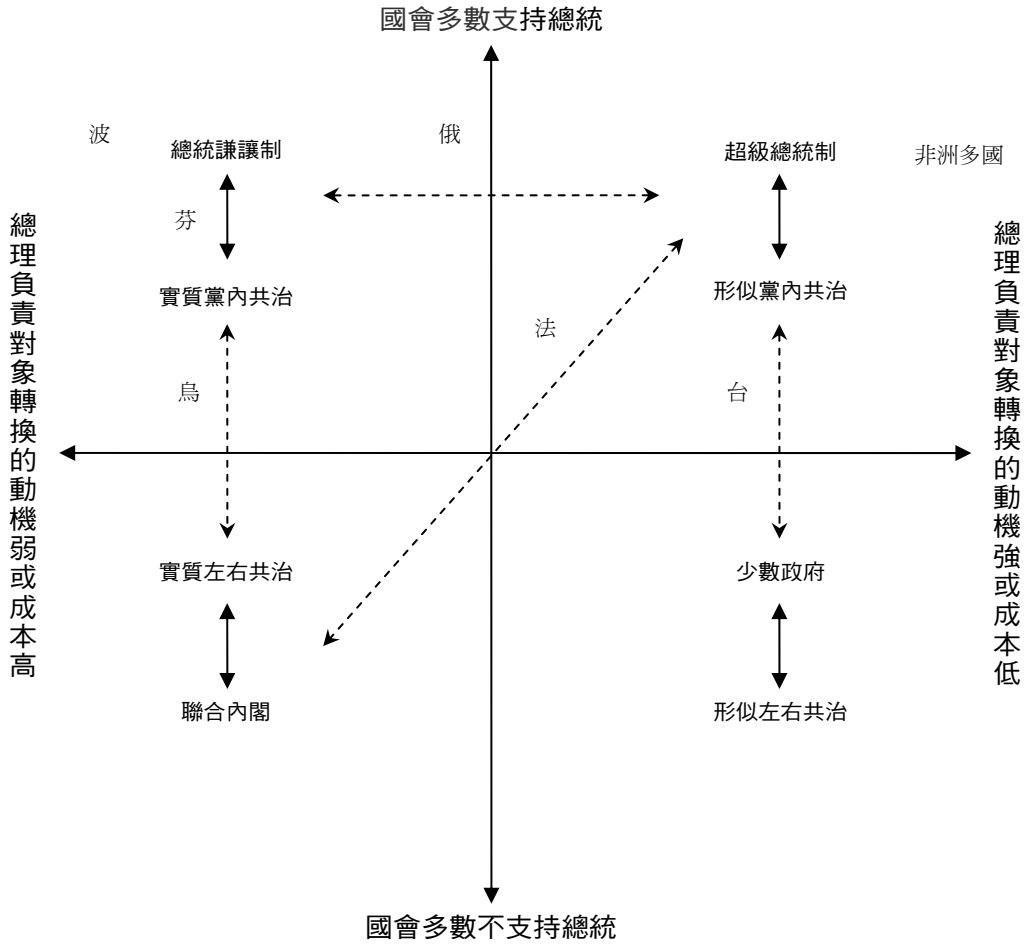 國會多數支持總統
波
俄
總統謙讓制
超級總統制
非洲多國
芬
總理負責對象轉換的動機弱或成本高
總理負責對象轉換的動機強或成本低
實質黨內共治
形似黨內共治
法
烏
台
實質左右共治
少數政府
聯合內閣
形似左右共治
國會多數不支持總統